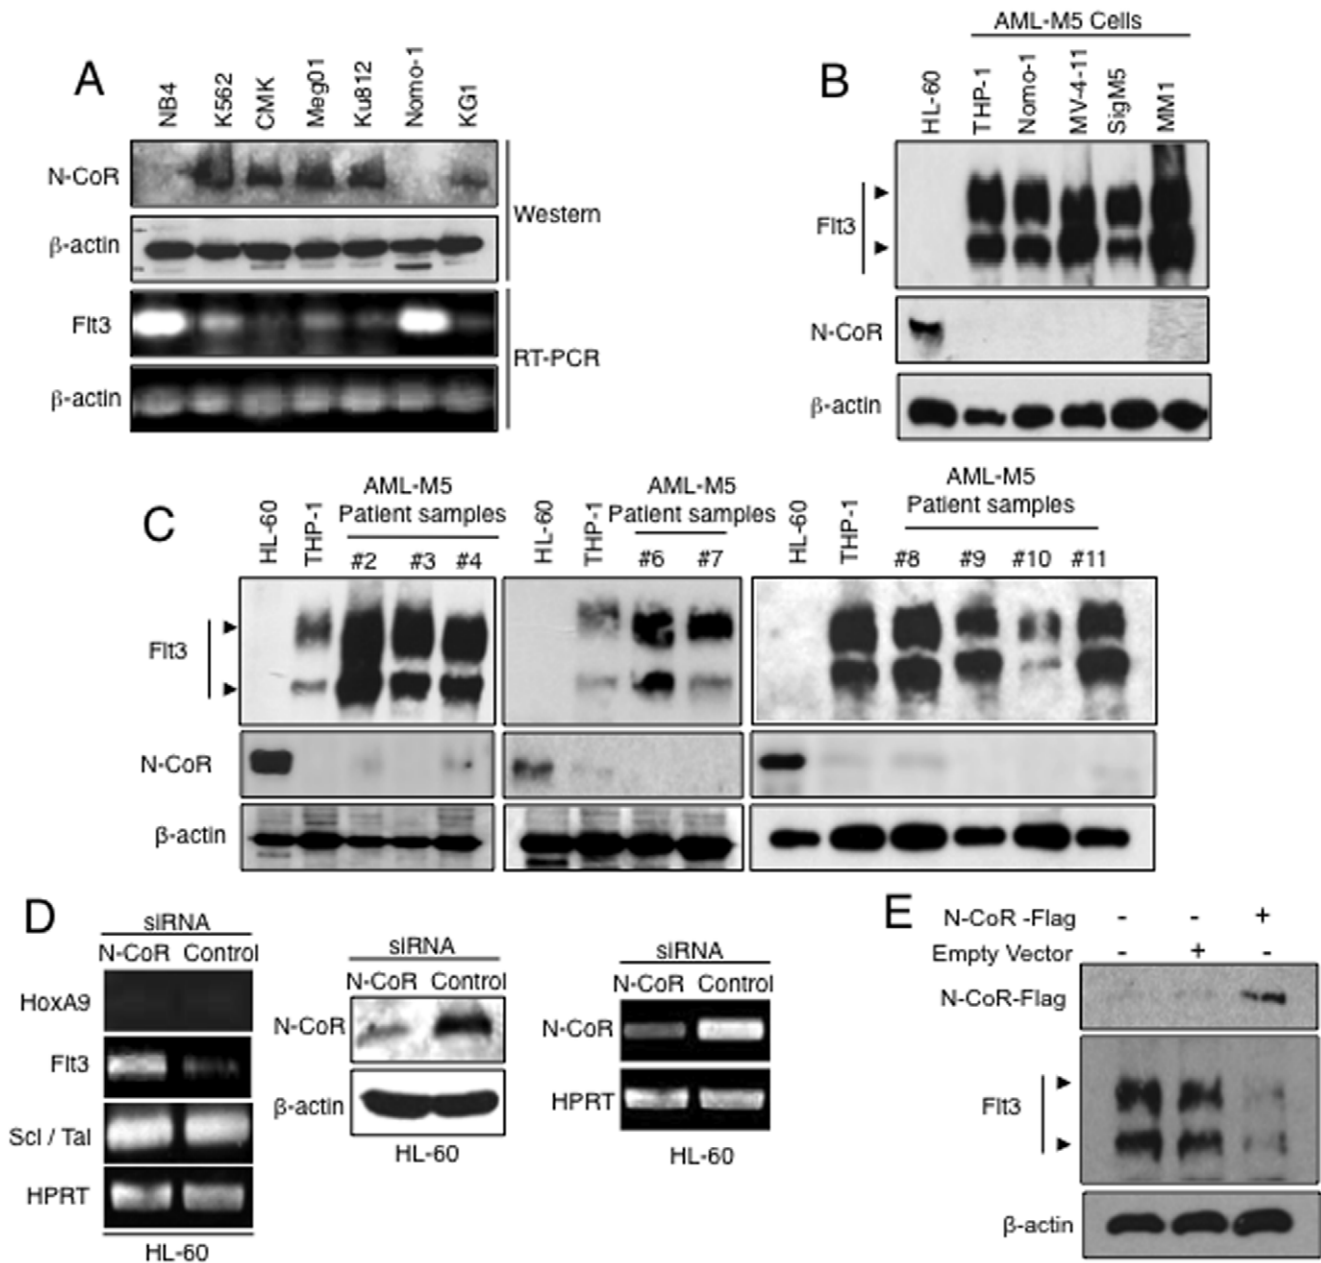 A
NB4
K562
CMK
Meg01
Ku812
Nomo-1
KG1
N-CoR
β-actin
Western
Flt3
β-actin
RT-PCR
B
AML-M5 Cells
HL-60
THP-1
Nomo-1
MV-4-11
SigM5
MM1
Flt3
N-CoR
β-actin
C
HL-60
THP-1
AML-M5
Patient samples
#2 #3 #4
HL-60
THP-1
AML-M5
Patient samples
#6 #7
HL-60
THP-1
AML-M5
Patient samples
#8 #9 #10 #11
Flt3
N-CoR
β-actin
D
siRNA
N-CoR Control
HoxA9
Flt3
Scl / Tal
HPRT
HL-60
siRNA
N-CoR Control
N-CoR
β-actin
HL-60
siRNA
N-CoR Control
N-CoR
HPRT
HL-60
E
N-CoR -Flag - - +
Empty Vector - + -
N-CoR-Flag
Flt3
β-actin